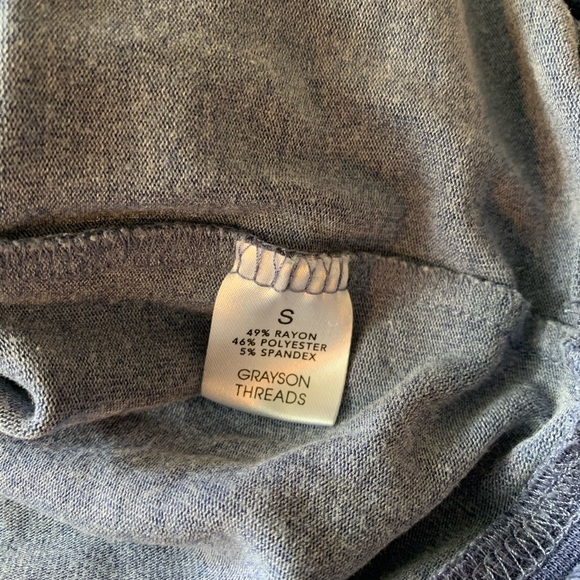 S
49% RAYON
46% POLYESTER
5% SPANDEX
GRAYSON
THREADS